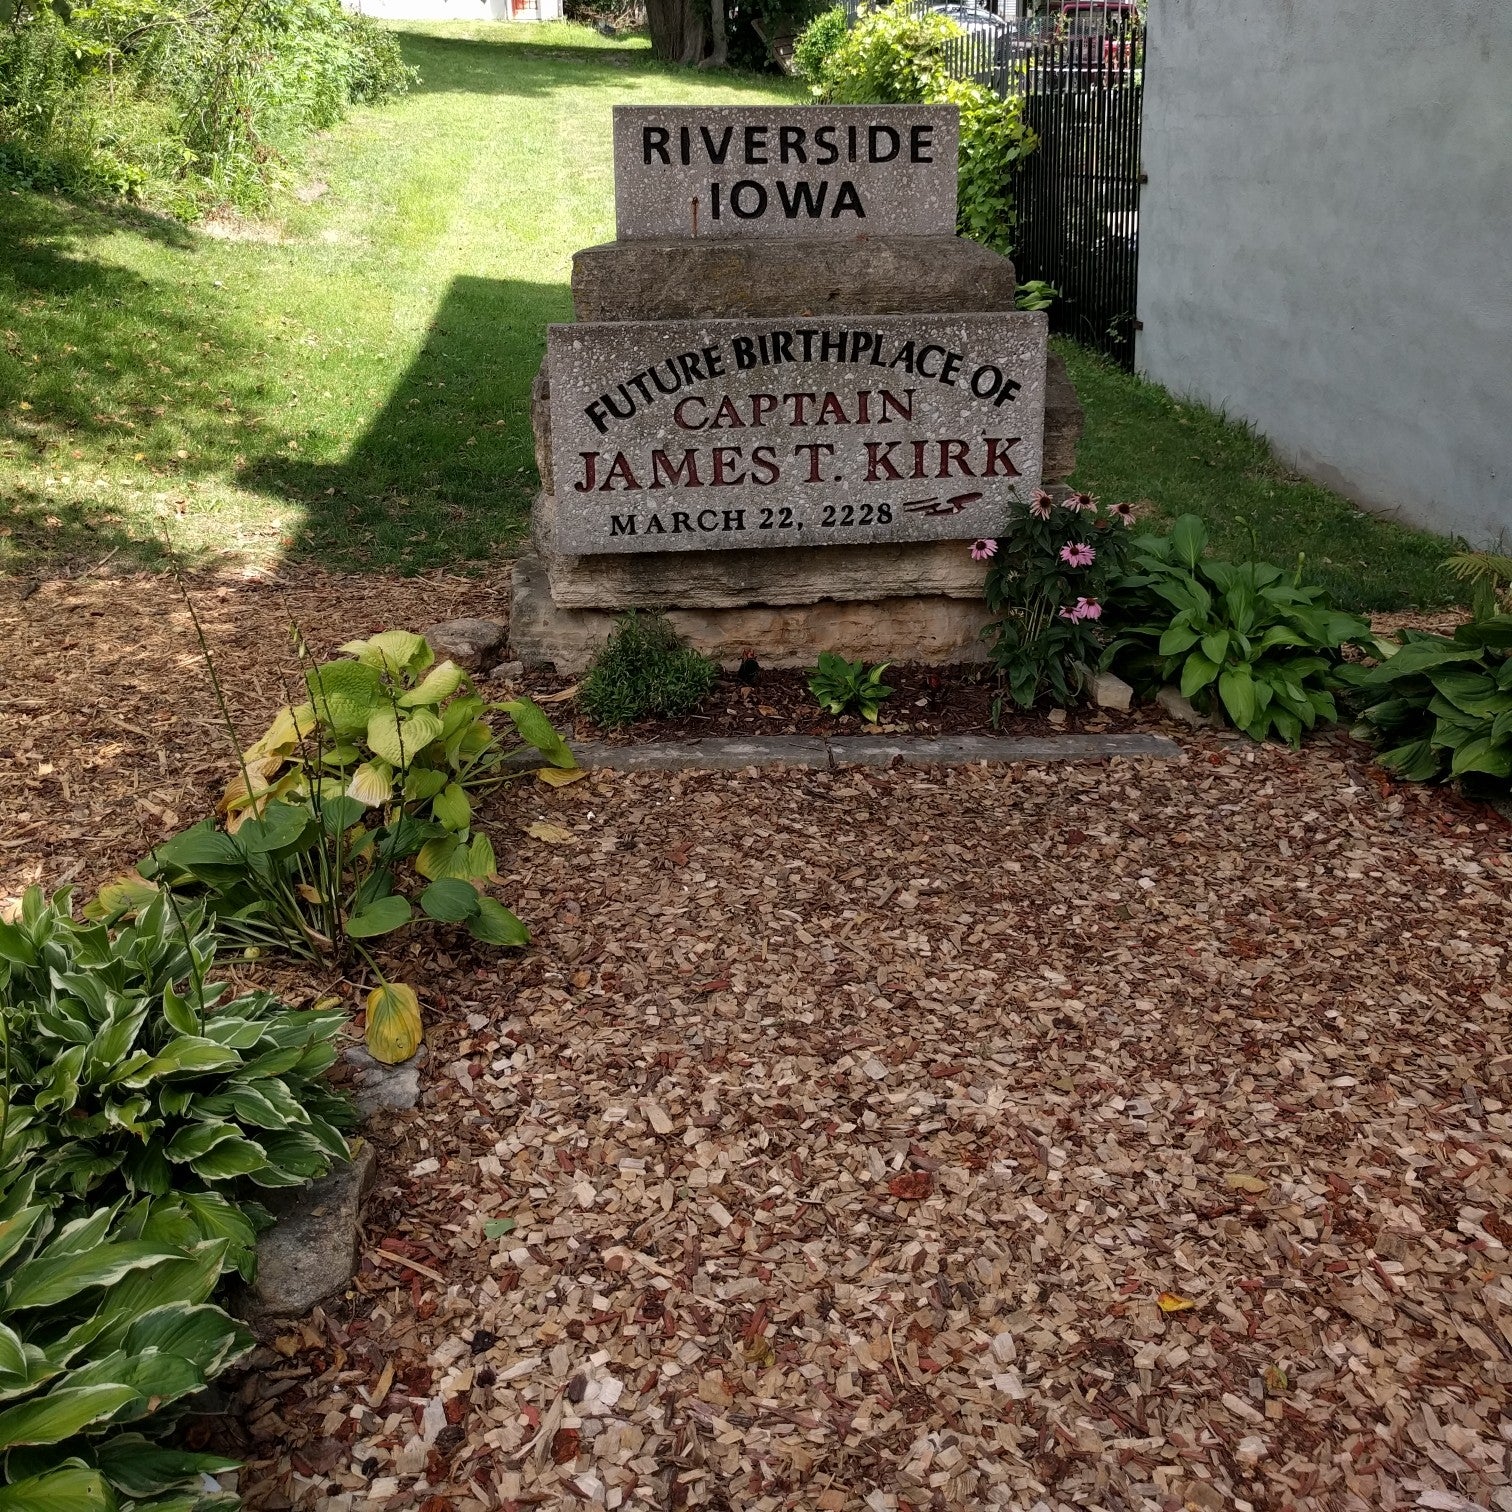 RIVERSIDE
IOWA
FUTURE BIRTHPLACE OF
CAPTAIN
JAMES T. KIRK
MARCH 22, 2228